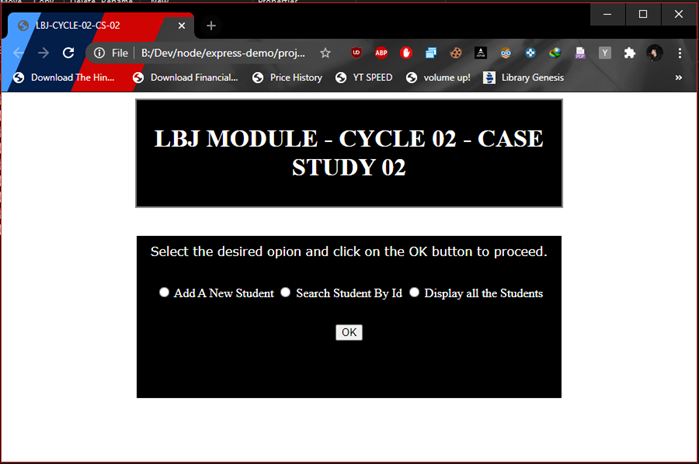 LBJ-CYCLE-02-CS-02
File | B:/Dev/node/express-demo/proj...
Download The Hin... Download Financial... Price History YT SPEED volume up! Library Genesis »
LBJ MODULE - CYCLE 02 - CASE
STUDY 02
Select the desired opion and click on the OK button to proceed.
Add A New Student Search Student By Id Display all the Students
OK